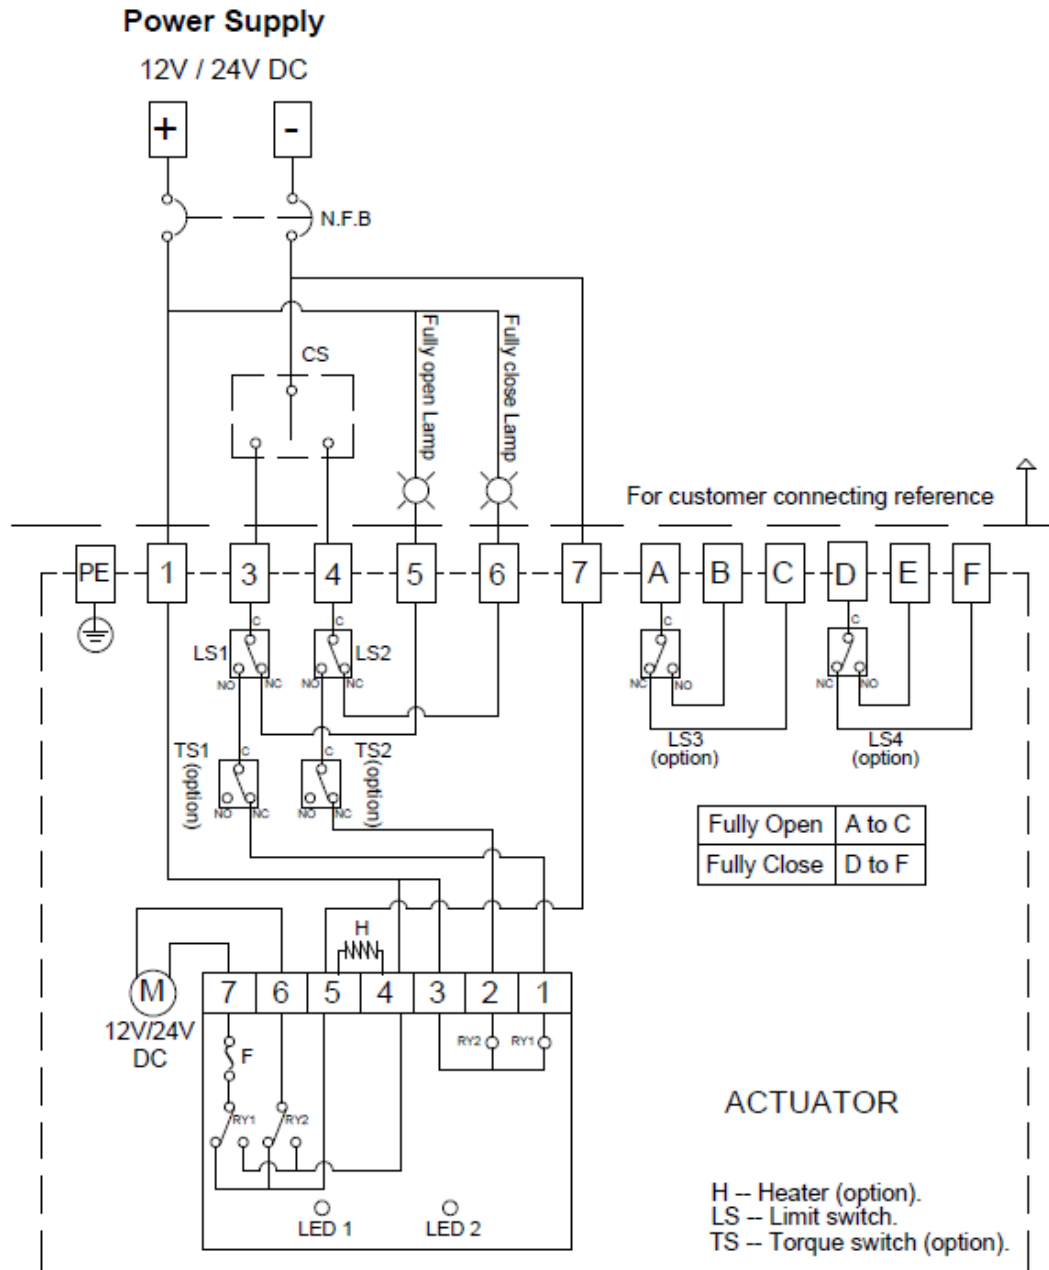 Power Supply
12V / 24V DC
+ -
N.F.B
CS
Fully open Lamp
Fully close Lamp
For customer connecting reference
PE 1 3 4 5 6 7 A B C D E F
C C C C
LS1 LS2
NO NC NO NC NC NO NC NO
LS3
(option)
LS4
(option)
TS1 C
(option)
C TS2
(option)
NO NC NO NC
Fully Open A to C
Fully Close D to F
H
M
12V/24V
DC
7 6 5 4 3 2 1
RY2 RY1
F
RY1 RY2
LED 1 LED 2
ACTUATOR
H -- Heater (option).
LS -- Limit switch.
TS -- Torque switch (option).